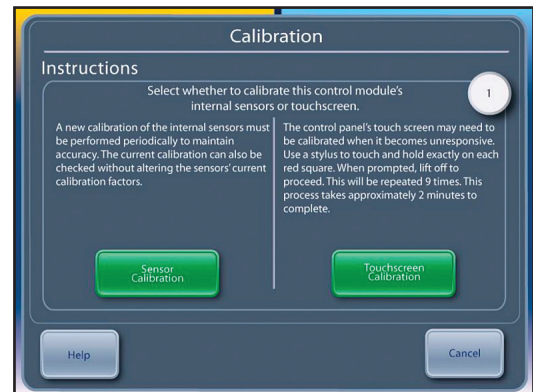 Calibration
Instructions
Select whether to calibrate this control module's
internal sensors or touchscreen.
1
A new calibration of the internal sensors must
be performed periodically to maintain
accuracy. The current calibration can also be
checked without altering the sensors' current
calibration factors.
The control panel's touch screen may need to
be calibrated when it becomes unresponsive.
Use a stylus to touch and hold exactly on each
red square. When prompted, lift off to
proceed. This will be repeated 9 times. This
process takes approximately 2 minutes to
complete.
Sensor
Calibration
Touchscreen
Calibration
Help
Cancel